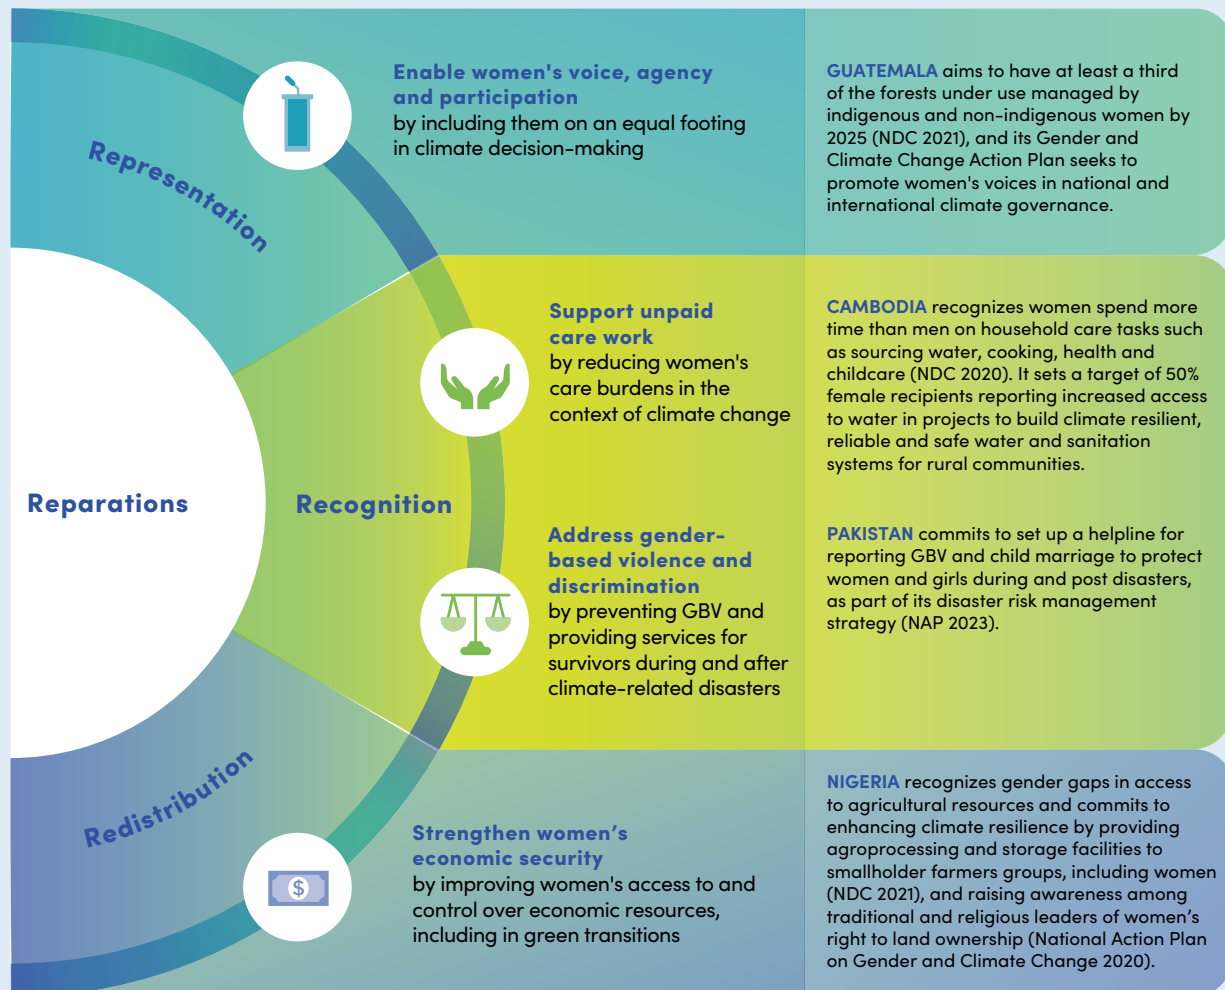 Representation
Enable women's voice, agency
and participation
by including them on an equal footing
in climate decision-making
GUATEMALA aims to have at least a third
of the forests under use managed by
indigenous and non-indigenous women by
2025 (NDC 2021), and its Gender and
Climate Change Action Plan seeks to
promote women's voices in national and
international climate governance.
Reparations
Recognition
Support unpaid
care work
by reducing women's
care burdens in the
context of climate change
CAMBODIA recognizes women spend more
time than men on household care tasks such
as sourcing water, cooking, health and
childcare (NDC 2020). It sets a target of 50%
female recipients reporting increased access
to water in projects to build climate resilient,
reliable and safe water and sanitation
systems for rural communities.
Address gender-
based violence and
discrimination
by preventing GBV and
providing services for
survivors during and after
climate-related disasters
PAKISTAN commits to set up a helpline for
reporting GBV and child marriage to protect
women and girls during and post disasters,
as part of its disaster risk management
strategy (NAP 2023).
Redistribution
$
Strengthen women’s
economic security
by improving women's access to and
control over economic resources,
including in green transitions
NIGERIA recognizes gender gaps in access
to agricultural resources and commits to
enhancing climate resilience by providing
agroprocessing and storage facilities to
smallholder farmers groups, including women
(NDC 2021), and raising awareness among
traditional and religious leaders of women’s
right to land ownership (National Action Plan
on Gender and Climate Change 2020).